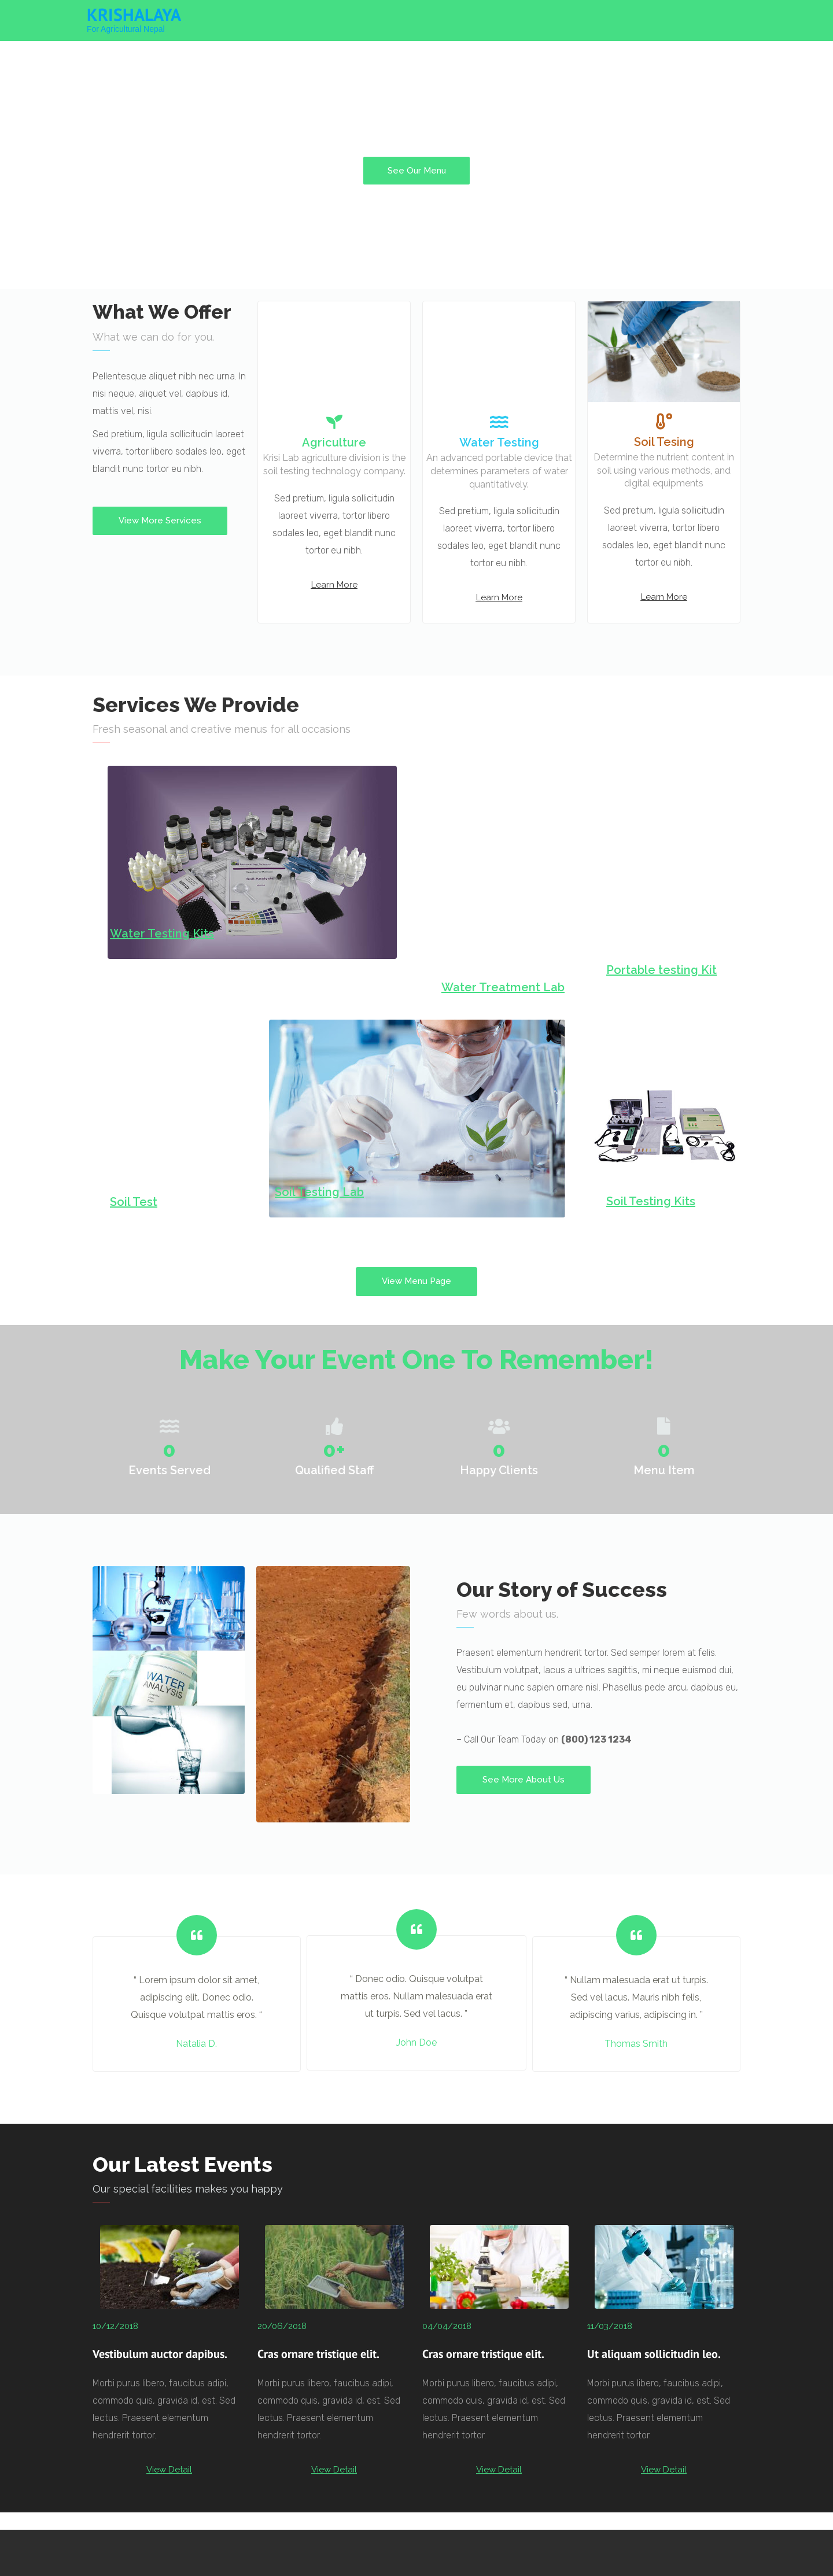 KRISHALAYA
For Agricultural Nepal
See Our Menu
What We Offer
What we can do for you.
Pellentesque aliquet nibh nec urna. In
nisi neque, aliquet vel, dapibus id,
mattis vel, nisi.
Sed pretium, ligula sollicitudin laoreet
viverra, tortor libero sodales leo, eget
blandit nunc tortor eu nibh.
View More Services
Agriculture
Krisi Lab agriculture division is the
soil testing technology company.
Sed pretium, ligula sollicitudin
laoreet viverra, tortor libero
sodales leo, eget blandit nunc
tortor eu nibh.
Learn More
Water Testing
An advanced portable device that
determines parameters of water
quantitatively.
Sed pretium, ligula sollicitudin
laoreet viverra, tortor libero
sodales leo, eget blandit nunc
tortor eu nibh.
Learn More
Soil Tesing
Determine the nutrient content in
soil using various methods, and
digital equipments
Sed pretium, ligula sollicitudin
laoreet viverra, tortor libero
sodales leo, eget blandit nunc
tortor eu nibh.
Learn More
Services We Provide
Fresh seasonal and creative menus for all occasions
Water Testing Kits
Water Treatment Lab
Portable testing Kit
Soil Test
Soil Testing Lab
Soil Testing Kits
View Menu Page
Make Your Event One To Remember!
0
Events Served
0+
Qualified Staff
0
Happy Clients
0
Menu Item
WATER
ANALYSIS
Our Story of Success
Few words about us.
Praesent elementum hendrerit tortor. Sed semper lorem at felis.
Vestibulum volutpat, lacus a ultrices sagittis, mi neque euismod dui,
eu pulvinar nunc sapien ornare nisl. Phasellus pede arcu, dapibus eu,
fermentum et, dapibus sed, urna.
– Call Our Team Today on (800) 123 1234
See More About Us
“ Lorem ipsum dolor sit amet,
adipiscing elit. Donec odio.
Quisque volutpat mattis eros. “
Natalia D.
“ Donec odio. Quisque volutpat
mattis eros. Nullam malesuada erat
ut turpis. Sed vel lacus. ”
John Doe
“ Nullam malesuada erat ut turpis.
Sed vel lacus. Mauris nibh felis,
adipiscing varius, adipiscing in. ”
Thomas Smith
Our Latest Events
Our special facilities makes you happy
10/12/2018
Vestibulum auctor dapibus.
Morbi purus libero, faucibus adipi,
commodo quis, gravida id, est. Sed
lectus. Praesent elementum
hendrerit tortor.
View Detail
20/06/2018
Cras ornare tristique elit.
Morbi purus libero, faucibus adipi,
commodo quis, gravida id, est. Sed
lectus. Praesent elementum
hendrerit tortor.
View Detail
04/04/2018
Cras ornare tristique elit.
Morbi purus libero, faucibus adipi,
commodo quis, gravida id, est. Sed
lectus. Praesent elementum
hendrerit tortor.
View Detail
11/03/2018
Ut aliquam sollicitudin leo.
Morbi purus libero, faucibus adipi,
commodo quis, gravida id, est. Sed
lectus. Praesent elementum
hendrerit tortor.
View Detail